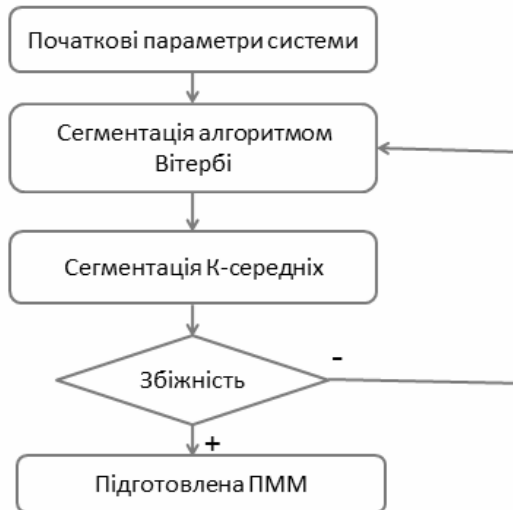 Початкові параметри системи
Сегментація алгоритмом
Вітербі
Сегментація К-середніх
Збіжність
-
+
Підготовлена ПММ